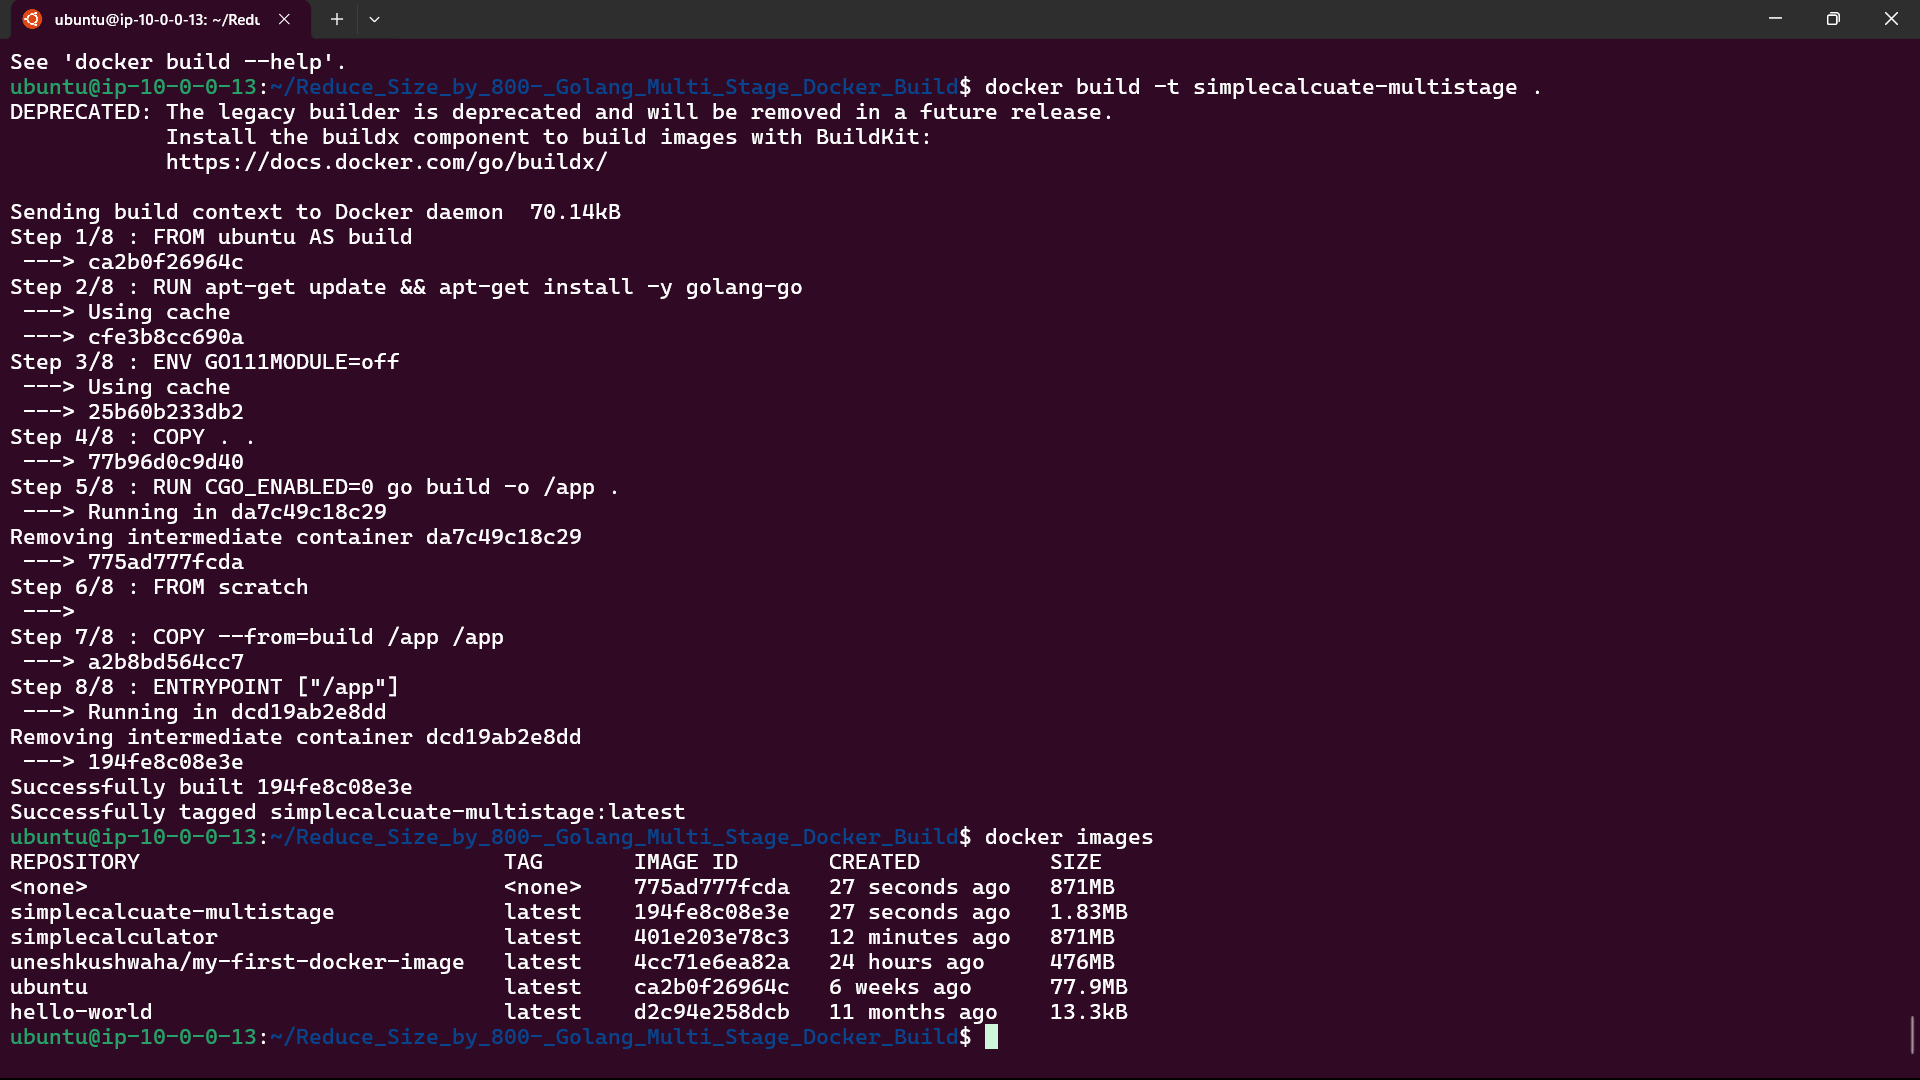 ubuntu@ip-10-0-0-13: ~/Redu
See 'docker build --help'.
ubuntu@ip-10-0-0-13:~/Reduce_Size_by_800-_Golang_Multi_Stage_Docker_Build$ docker build -t simplecalcuate-multistage .
DEPRECATED: The legacy builder is deprecated and will be removed in a future release.
            Install the buildx component to build images with BuildKit:
            https://docs.docker.com/go/buildx/

Sending build context to Docker daemon  70.14kB
Step 1/8 : FROM ubuntu AS build
 ---> ca2b0f26964c
Step 2/8 : RUN apt-get update && apt-get install -y golang-go
 ---> Using cache
 ---> cfe3b8cc690a
Step 3/8 : ENV GO111MODULE=off
 ---> Using cache
 ---> 25b60b233db2
Step 4/8 : COPY . .
 ---> 77b96d0c9d40
Step 5/8 : RUN CGO_ENABLED=0 go build -o /app .
 ---> Running in da7c49c18c29
Removing intermediate container da7c49c18c29
 ---> 775ad777fcda
Step 6/8 : FROM scratch
 --->
Step 7/8 : COPY --from=build /app /app
 ---> a2b8bd564cc7
Step 8/8 : ENTRYPOINT ["/app"]
 ---> Running in dcd19ab2e8dd
Removing intermediate container dcd19ab2e8dd
 ---> 194fe8c08e3e
Successfully built 194fe8c08e3e
Successfully tagged simplecalcuate-multistage:latest
ubuntu@ip-10-0-0-13:~/Reduce_Size_by_800-_Golang_Multi_Stage_Docker_Build$ docker images
REPOSITORY                            TAG       IMAGE ID       CREATED          SIZE
<none>                                <none>    775ad777fcda   27 seconds ago   871MB
simplecalcuate-multistage             latest    194fe8c08e3e   27 seconds ago   1.83MB
simplecalculator                      latest    401e203e78c3   12 minutes ago   871MB
uneshkushwaha/my-first-docker-image   latest    4cc71e6ea82a   24 hours ago     476MB
ubuntu                                latest    ca2b0f26964c   6 weeks ago      77.9MB
hello-world                           latest    d2c94e258dcb   11 months ago    13.3kB
ubuntu@ip-10-0-0-13:~/Reduce_Size_by_800-_Golang_Multi_Stage_Docker_Build$